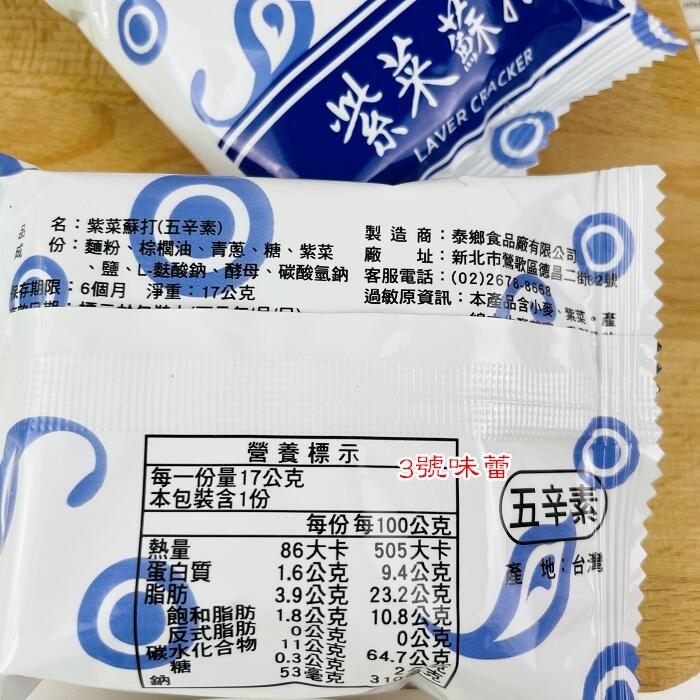 紫菜蘇打
LAVER CRACKER
品名：紫菜蘇打(五辛素)
成份：麵粉、棕櫚油、青蔥、糖、紫菜
、鹽、L-麩酸鈉、酵母、碳酸氫鈉
保存期限：6個月 淨重：17公克
製造商：泰鄉食品廠有限公司
廠址：新北市鶯歌區德昌二街82號
客服電話：(02)2678-8668
過敏原資訊：本產品含小麥、紫菜。產
營養標示
3號味蕾
每一份量17公克
本包裝含1份
每份 每100公克
熱量 86大卡 505大卡
蛋白質 1.6公克 9.4公克
脂肪 3.9公克 23.2公克
飽和脂肪 1.8公克 10.8公克
反式脂肪 0公克 0公克
碳水化合物 11公克 64.7公克
糖 0.3公克
鈉 53毫克
五辛素
產地：台灣